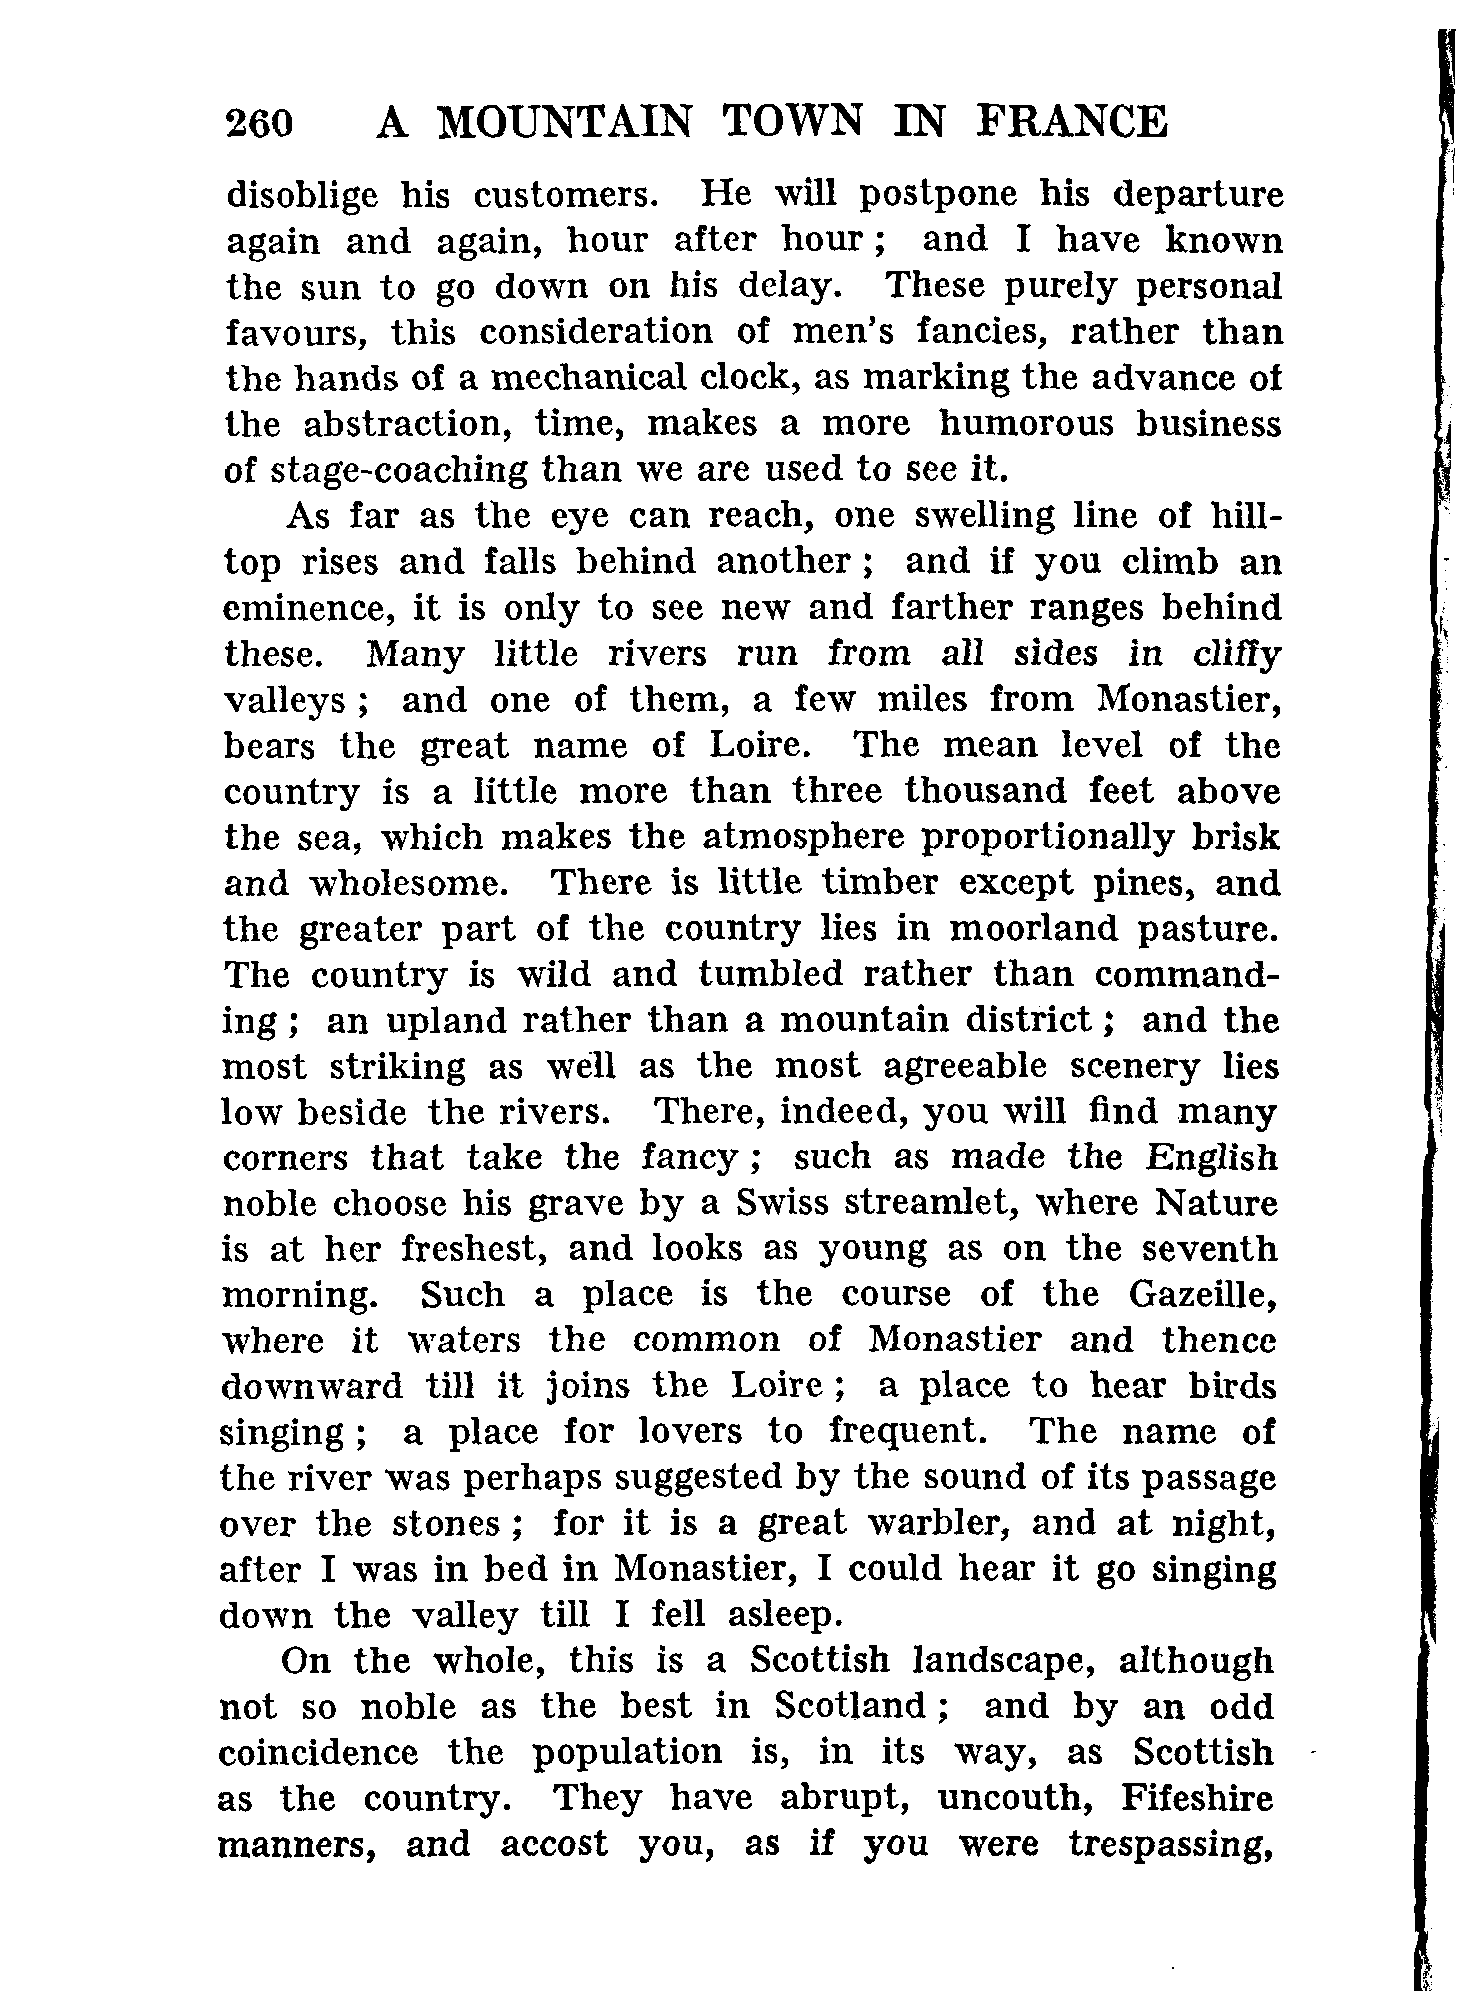 260 A MOUNTAIN TOWN IN FRANCE
disoblige his customers. He will postpone his departure
again and again, hour after hour ; and I have known
the sun to go down on his delay. These purely personal
favours, this consideration of men's fancies, rather than
the hands of a mechanical clock, as marking the advance of
the abstraction, time, makes a more humorous business
of stage-coaching than we are used to see it.
As far as the eye can reach, one swelling line of hill-
top rises and falls behind another ; and if you climb an
eminence, it is only to see new and farther ranges behind
these. Many little rivers run from all sides in cliffy
valleys ; and one of them, a few miles from Monastier,
bears the great name of Loire. The mean level of the
country is a little more than three thousand feet above
the sea, which makes the atmosphere proportionally brisk
and wholesome. There is little timber except pines, and
the greater part of the country lies in moorland pasture.
The country is wild and tumbled rather than command-
ing ; an upland rather than a mountain district ; and the
most striking as well as the most agreeable scenery lies
low beside the rivers. There, indeed, you will find many
corners that take the fancy ; such as made the English
noble choose his grave by a Swiss streamlet, where Nature
is at her freshest, and looks as young as on the seventh
morning. Such a place is the course of the Gazeille,
where it waters the common of Monastier and thence
downward till it joins the Loire ; a place to hear birds
singing ; a place for lovers to frequent. The name of
the river was perhaps suggested by the sound of its passage
over the stones ; for it is a great warbler, and at night,
after I was in bed in Monastier, I could hear it go singing
down the valley till I fell asleep.
On the whole, this is a Scottish landscape, although
not so noble as the best in Scotland ; and by an odd
coincidence the population is, in its way, as Scottish
as the country. They have abrupt, uncouth, Fifeshire
manners, and accost you, as if you were trespassing,